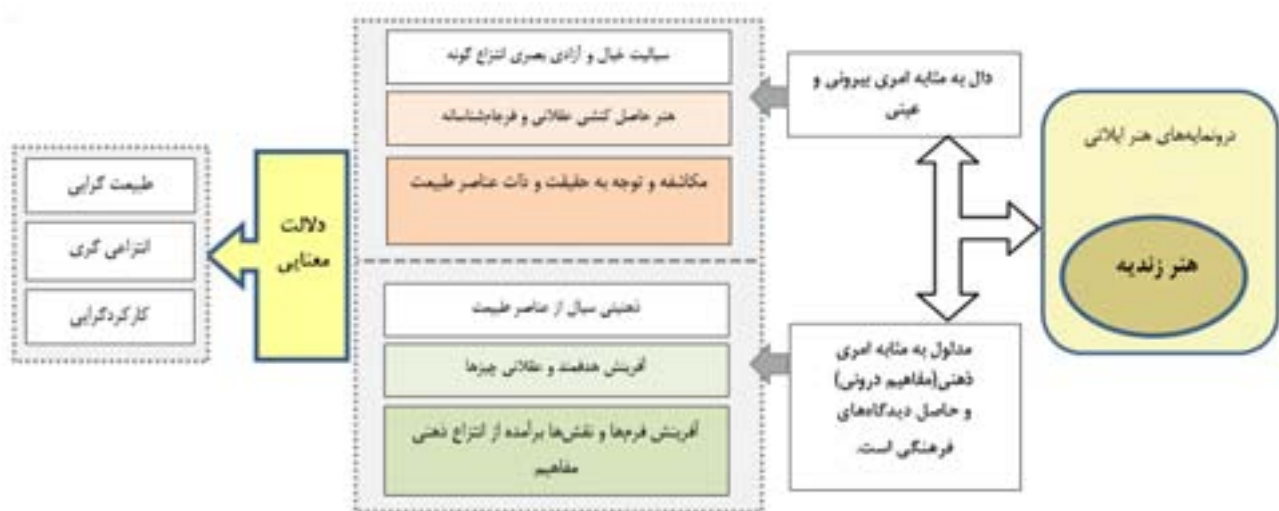 درونمایه‌های هنر ایلاتی
هنر زندیه
دال به مثابه امری بیرونی و
عینی
مدلول به مثابه امری
ذهنی(مفاهیم درونی)
و حاصل دیدگاه‌های
فرهنگی است.
سیالیت خیال و آزادی بصری انتزاع گونه
هنر حاصل کنشی عقلانی و فرجام‌شناسانه
مکاشفه و توجه به حقیقت و ذات عناصر طبیعت
ذهنیتی سیال از عناصر طبیعت
آفرینش هدفمند و عقلانی چیزها
آفرینش فرم‌ها و نقش‌ها برآمده از انتزاع ذهنی
مفاهیم
دلالت
معنایی
طبیعت گرایی
انتزاعی گری
کارکردگرایی